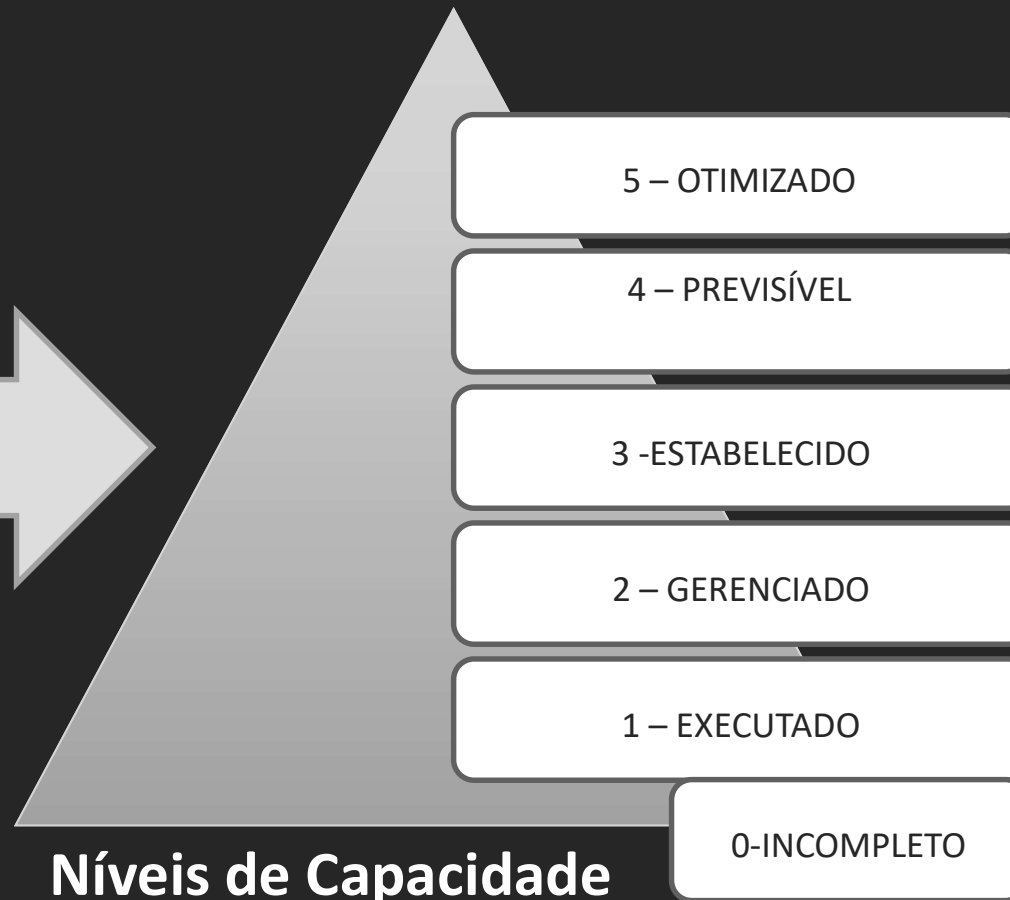 5 – OTIMIZADO
4 – PREVISÍVEL
3 -ESTABELECIDO
2 – GERENCIADO
1 – EXECUTADO
0-INCOMPLETO
Níveis de Capacidade